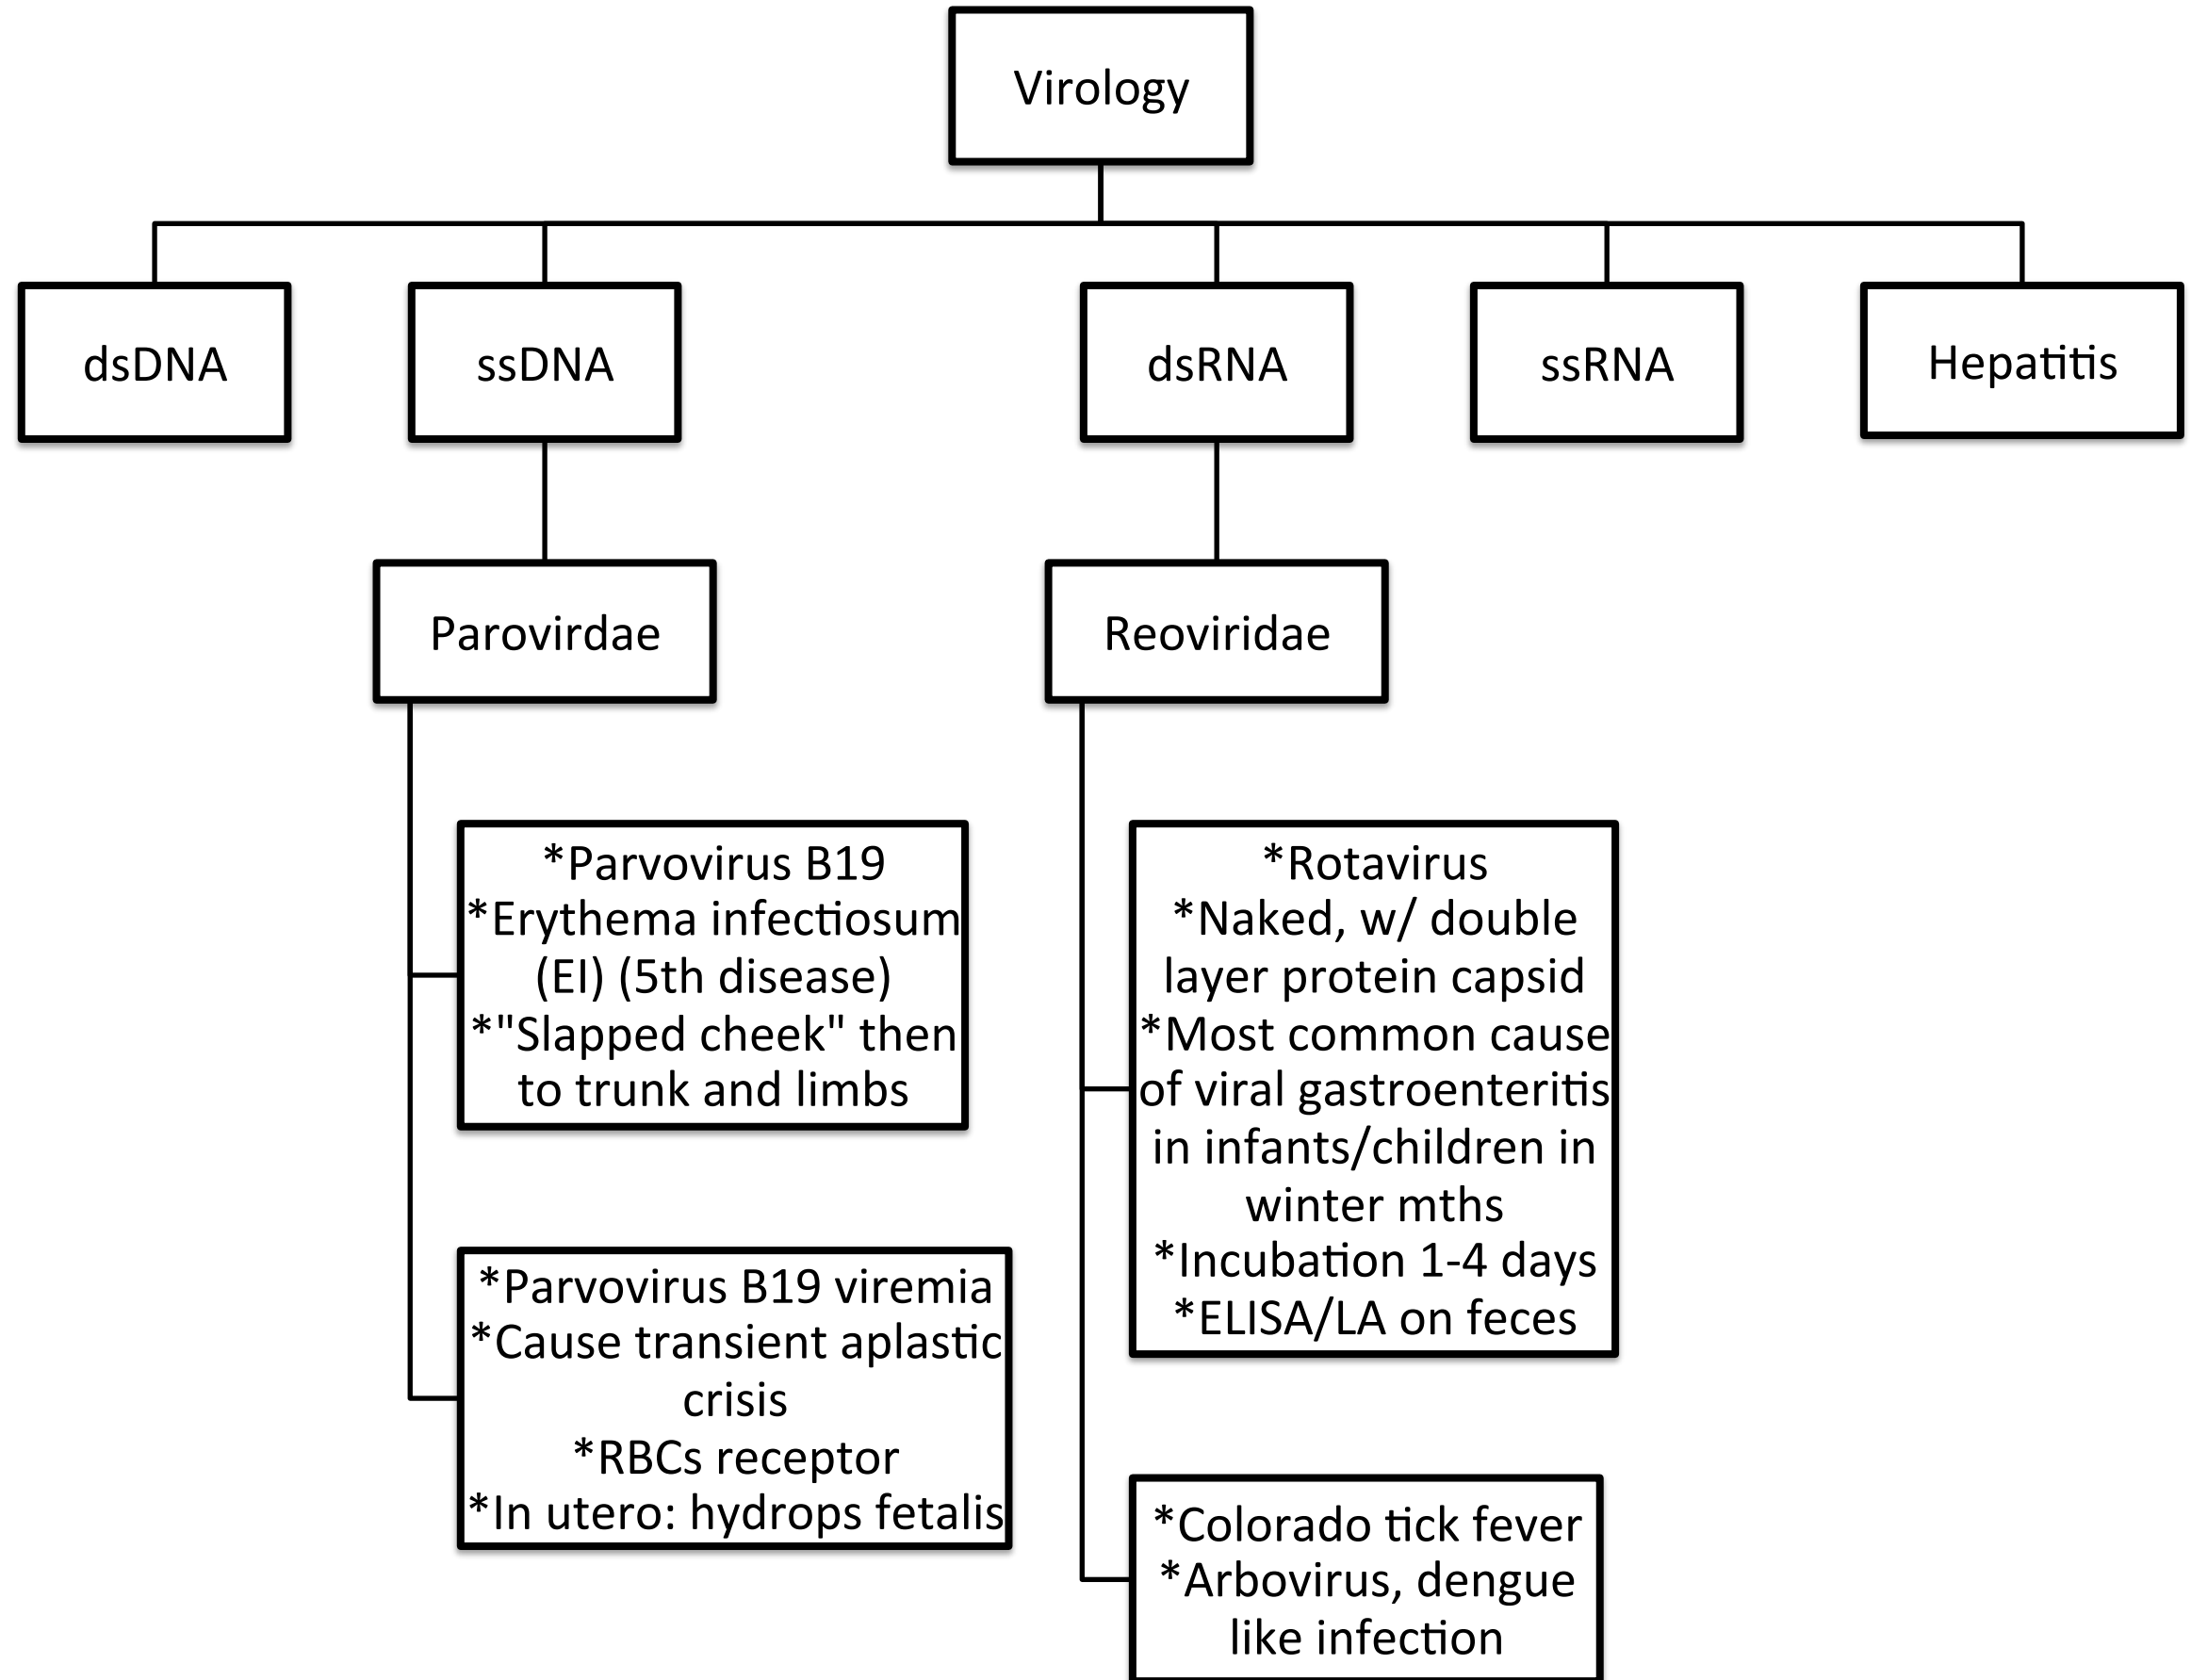 Virology
dsDNA
ssDNA
dsRNA
ssRNA
Hepatitis
Parovirdae
Reoviridae
*Parvovirus B19
*Erythema infectiosum
(EI) (5th disease)
*"Slapped cheek" then
to trunk and limbs
*Parvovirus B19 viremia
*Cause transient aplastic
crisis
*RBCs receptor
*In utero: hydrops fetalis
*Rotavirus
*Naked, w/ double
layer protein capsid
*Most common cause
of viral gastroenteritis
in infants/children in
winter mths
*Incubation 1-4 days
*ELISA/LA on feces
*Colorado tick fever
*Arbovirus, dengue
like infection